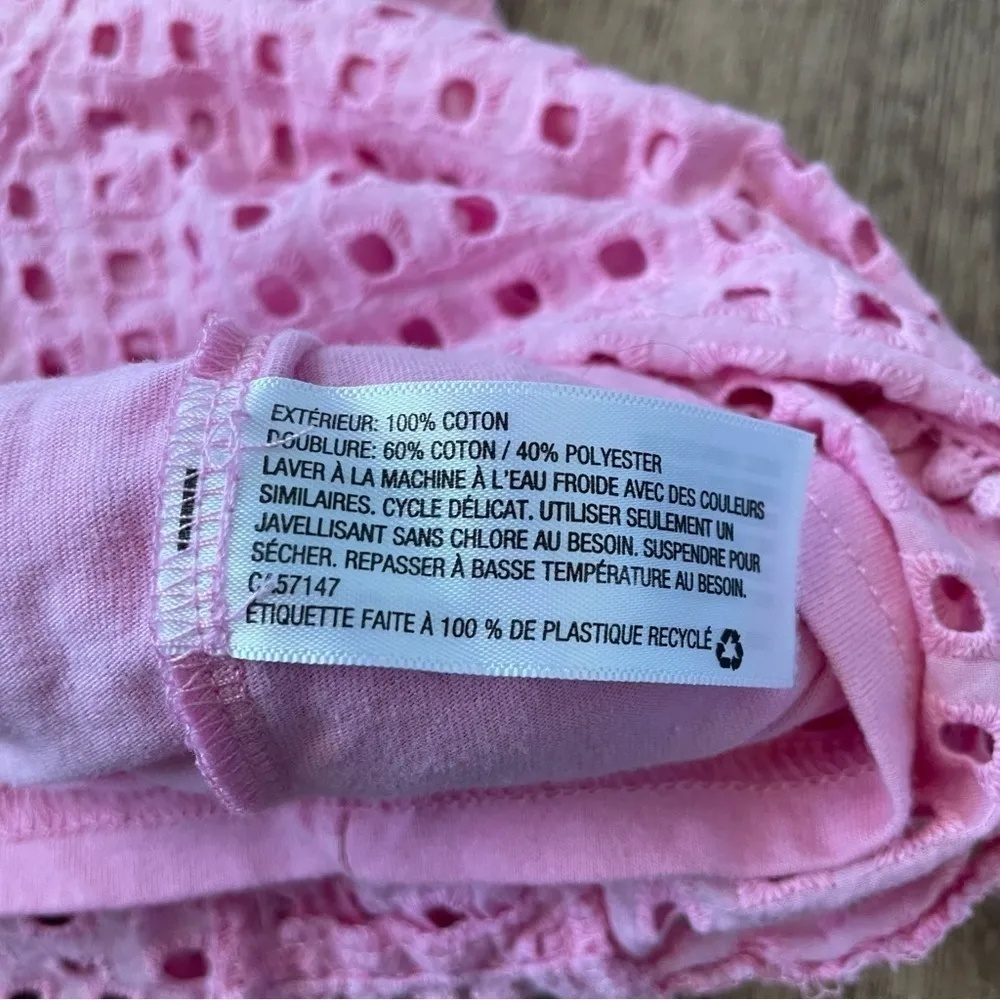 EXTÉRIEUR: 100% COTON
DOUBLURE: 60% COTON / 40% POLYESTER
LAVER À LA MACHINE À L'EAU FROIDE AVEC DES COULEURS
SIMILAIRES. CYCLE DÉLICAT. UTILISER SEULEMENT UN
JAVELLISANT SANS CHLORE AU BESOIN. SUSPENDRE POUR
SÉCHER. REPASSER À BASSE TEMPÉRATURE AU BESOIN.
CA57147
ÉTIQUETTE FAITE À 100 % DE PLASTIQUE RECYCLÉ